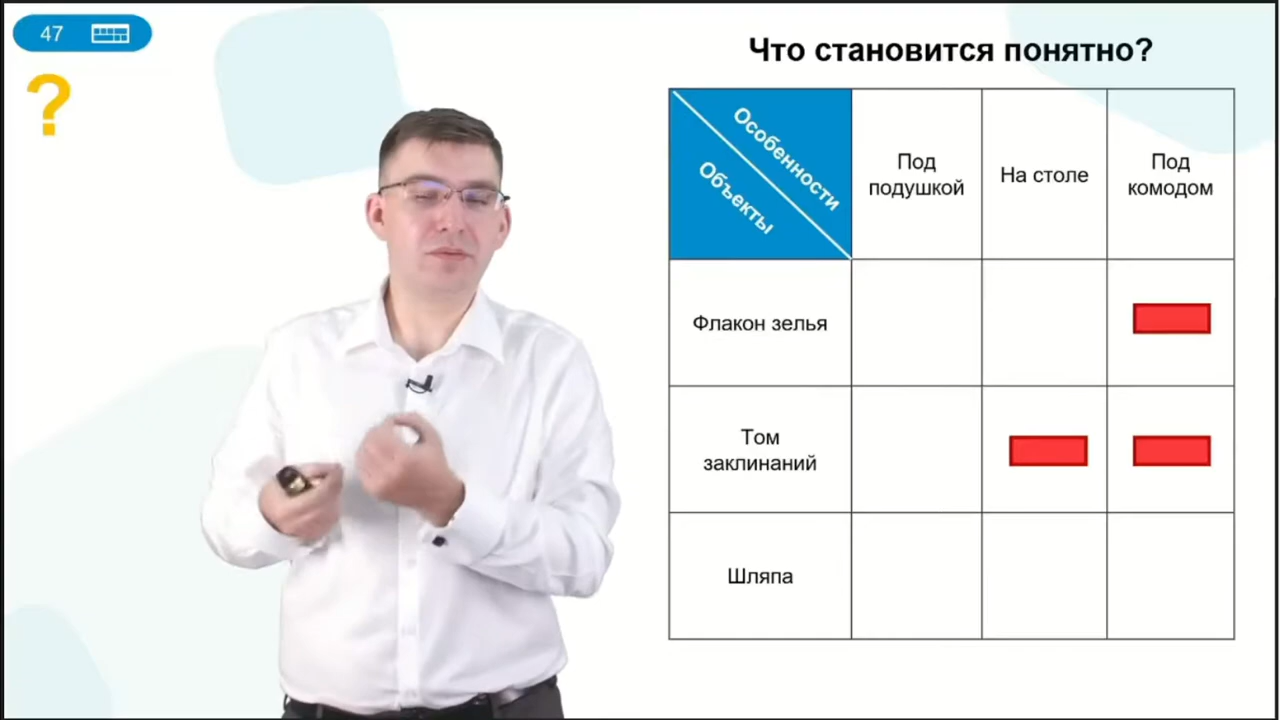 47
?
Что становится понятно?
Особенности
Объекты
Под
подушкой
На столе
Под
комодом
Флакон зелья
Том
заклинаний
Шляпа